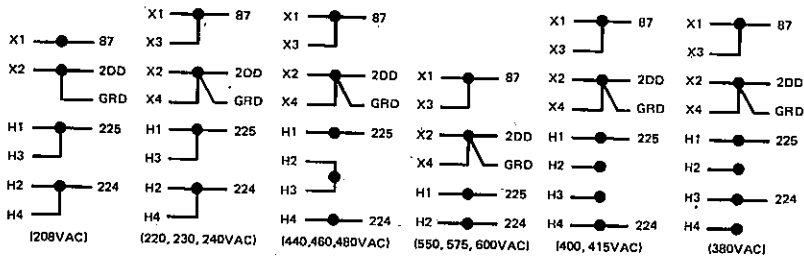 X1 87
X2 2DD
GRD
H1 225
H3
H2 224
H4
(208VAC)
X1 87
X3
X2 2DD
X4 GRD
H1 225
H3
H2 224
H4
(220, 230, 240VAC)
X1 87
X3
X2 2DD
X4 GRD
H1 225
H2
H3
H4 224
(440,460,480VAC)
X1 87
X3
X2 2DD
X4 GRD
H1 225
H2 224
(550, 575, 600VAC)
X1 87
X3
X2 2DD
X4 GRD
H1 225
H2
H3
H4 224
(400, 415VAC)
X1 87
X3
X2 2DD
X4 GRD
H1 225
H2
H3 224
H4
(380VAC)